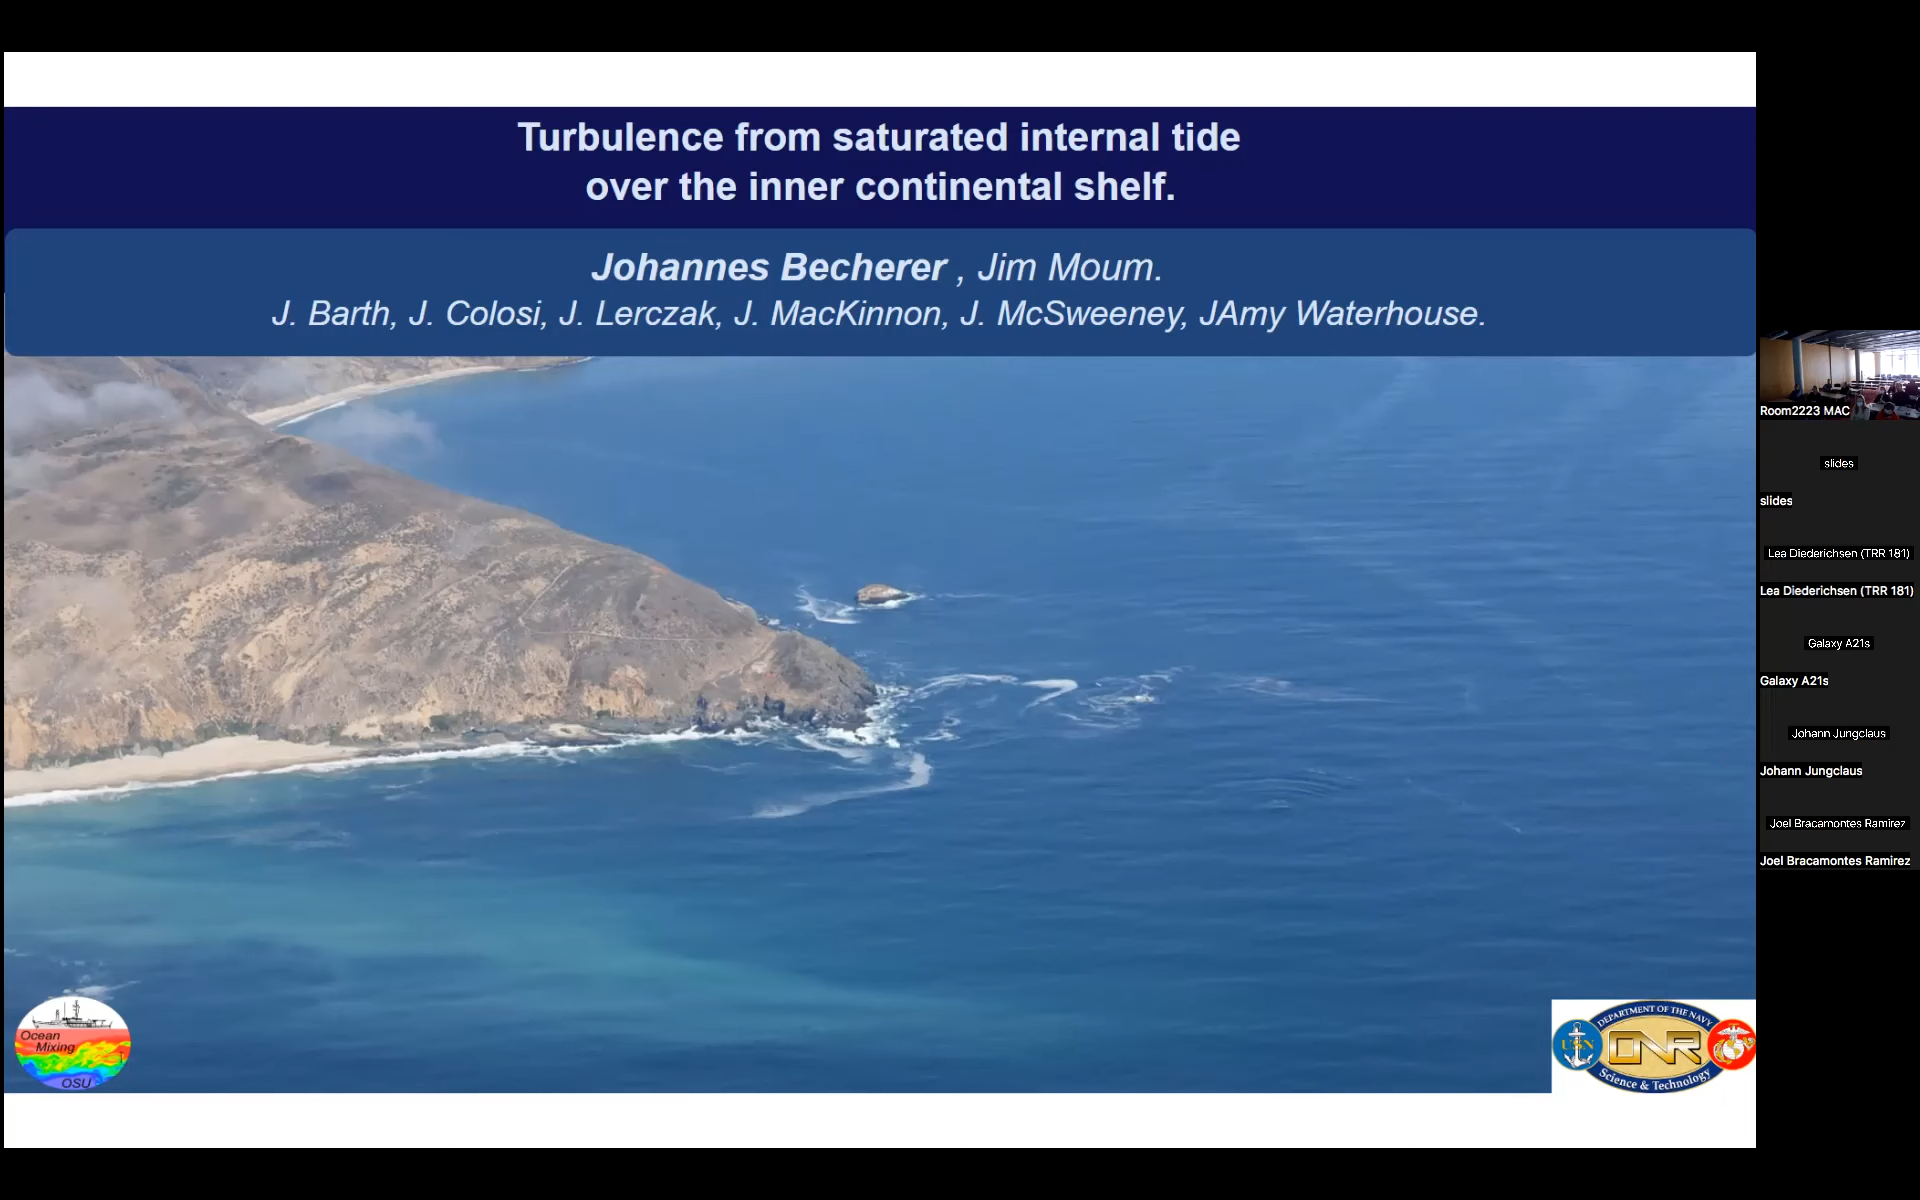 Turbulence from saturated internal tide
over the inner continental shelf.
Johannes Becherer , Jim Moum.
J. Barth, J. Colosi, J. Lerczak, J. MacKinnon, J. McSweeney, JAmy Waterhouse.
Ocean
Mixing
OSU
DEPARTMENT OF THE NAVY
USN
ONR
Science & Technology
Room2223 MAC
slides
slides
Lea Diederichsen (TRR 181)
Lea Diederichsen (TRR 181)
Galaxy A21s
Galaxy A21s
Johann Jungclaus
Johann Jungclaus
Joel Bracamontes Ramirez
Joel Bracamontes Ramirez